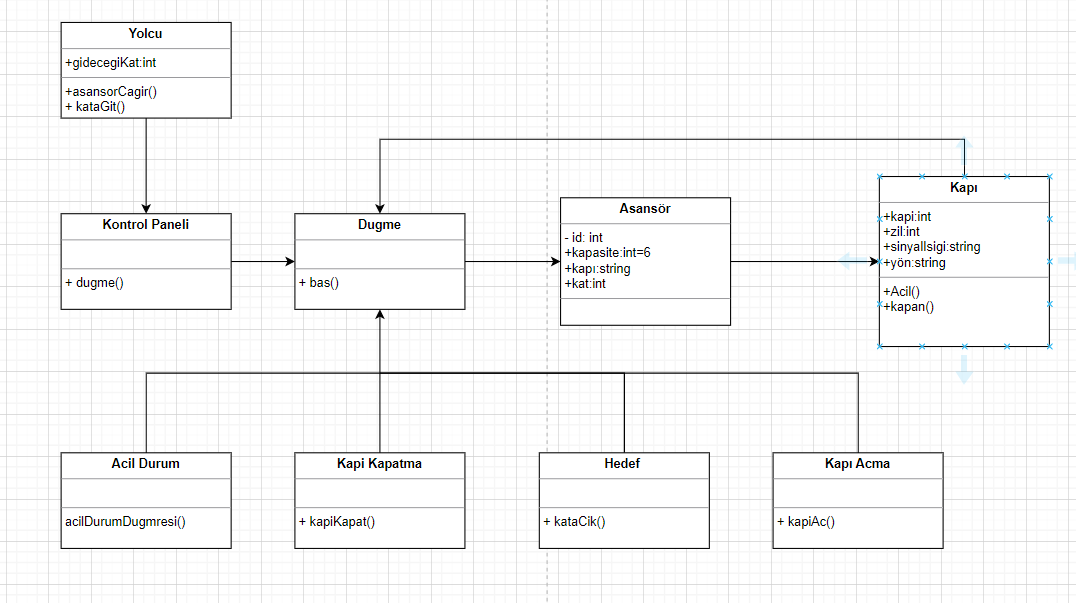 Yolcu
+gidecegiKat:int
+asansorCagir()
+ kataGit()
Kontrol Paneli
+ dugme()
Dugme
+ bas()
Asansör
- id: int
+kapasite:int=6
+kapı:string
+kat:int
Kapı
+kapi:int
+zil:int
+sinyallsigi:string
+yön:string
+Acil()
+kapan()
Acil Durum
acilDurumDugmresi()
Kapi Kapatma
+ kapiKapat()
Hedef
+ kataCik()
Kapı Acma
+ kapiAc()